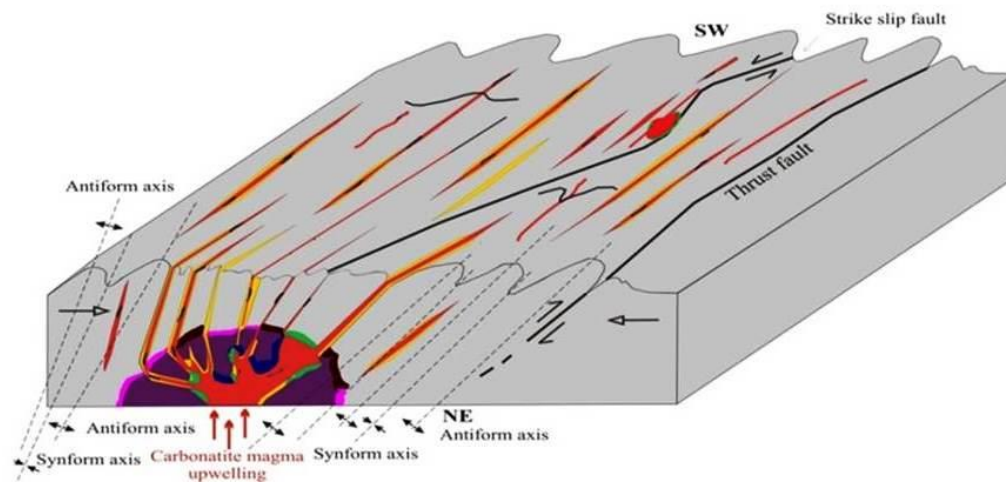 SW
Strike slip fault
Antiform axis
Thrust fault
NE
Antiform axis
Antiform axis
Synform axis
Synform axis
Carbonatite magma
upwelling